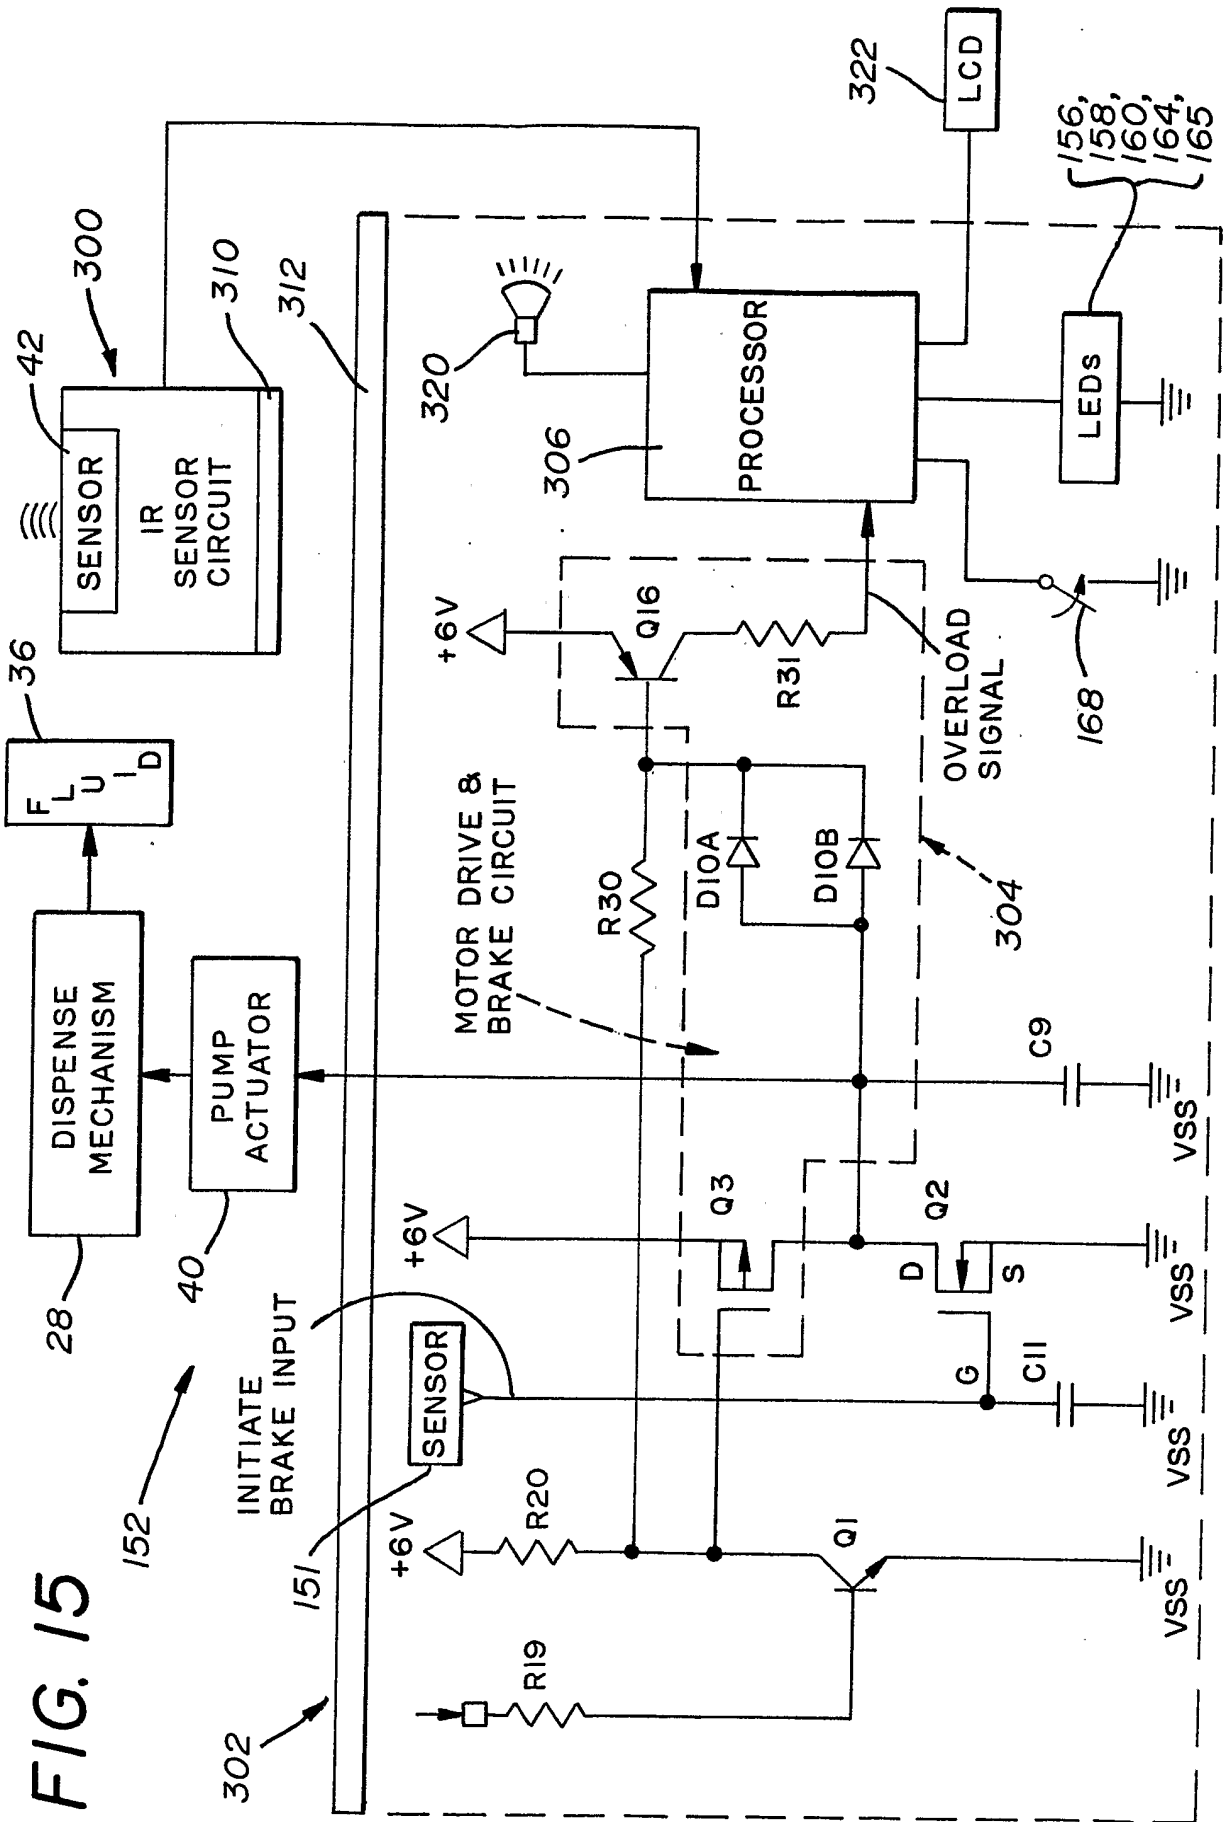 FIG. 15
152
28
DISPENSE
MECHANISM
40
PUMP
ACTUATOR
36
FLUID
42
SENSOR
IR
SENSOR
CIRCUIT
300
310
312
302
151
SENSOR
INITIATE
BRAKE INPUT
+6V
R20
R19
Q1
VSS
G
C11
VSS
+6V
Q3
D
S
Q2
VSS
C9
VSS
MOTOR DRIVE &
BRAKE CIRCUIT
R30
D10A
D10B
304
+6V
Q16
R31
OVERLOAD
SIGNAL
306
PROCESSOR
320
168
LEDs
156,
158,
160,
164,
165
322
LCD